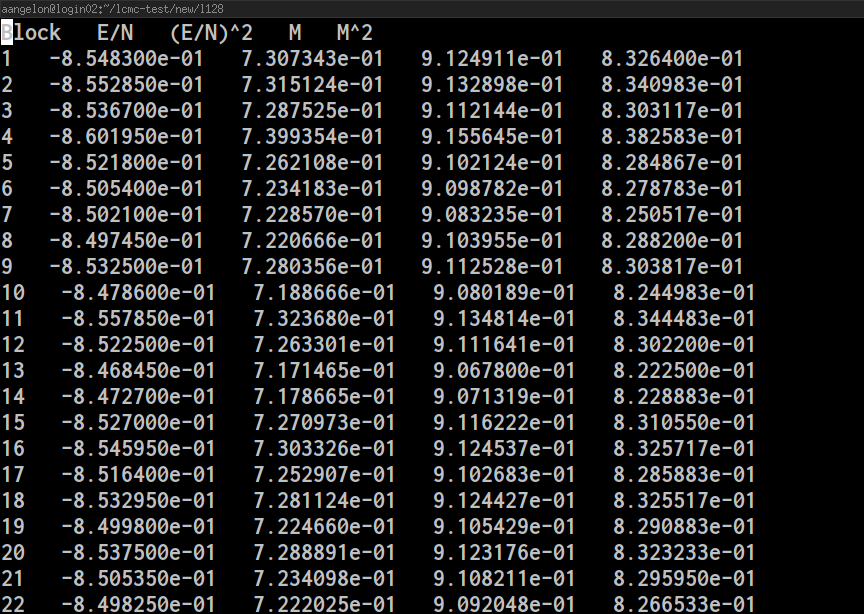 aangelon@login02:~/lcmc-test/new/l128
Block   E/N   (E/N)^2   M   M^2
1   -8.548300e-01   7.307343e-01   9.124911e-01   8.326400e-01
2   -8.552850e-01   7.315124e-01   9.132898e-01   8.340983e-01
3   -8.536700e-01   7.287525e-01   9.112144e-01   8.303117e-01
4   -8.601950e-01   7.399354e-01   9.155645e-01   8.382583e-01
5   -8.521800e-01   7.262108e-01   9.102124e-01   8.284867e-01
6   -8.505400e-01   7.234183e-01   9.098782e-01   8.278783e-01
7   -8.502100e-01   7.228570e-01   9.083235e-01   8.250517e-01
8   -8.497450e-01   7.220666e-01   9.103955e-01   8.288200e-01
9   -8.532500e-01   7.280356e-01   9.112528e-01   8.303817e-01
10   -8.478600e-01   7.188666e-01   9.080189e-01   8.244983e-01
11   -8.557850e-01   7.323680e-01   9.134814e-01   8.344483e-01
12   -8.522500e-01   7.263301e-01   9.111641e-01   8.302200e-01
13   -8.468450e-01   7.171465e-01   9.067800e-01   8.222500e-01
14   -8.472700e-01   7.178665e-01   9.071319e-01   8.228883e-01
15   -8.527000e-01   7.270973e-01   9.116222e-01   8.310550e-01
16   -8.545950e-01   7.303326e-01   9.124537e-01   8.325717e-01
17   -8.516400e-01   7.252907e-01   9.102683e-01   8.285883e-01
18   -8.532950e-01   7.281124e-01   9.124427e-01   8.325517e-01
19   -8.499800e-01   7.224660e-01   9.105429e-01   8.290883e-01
20   -8.537500e-01   7.288891e-01   9.123176e-01   8.323233e-01
21   -8.505350e-01   7.234098e-01   9.108211e-01   8.295950e-01
22   -8.498250e-01   7.222025e-01   9.092048e-01   8.266533e-01